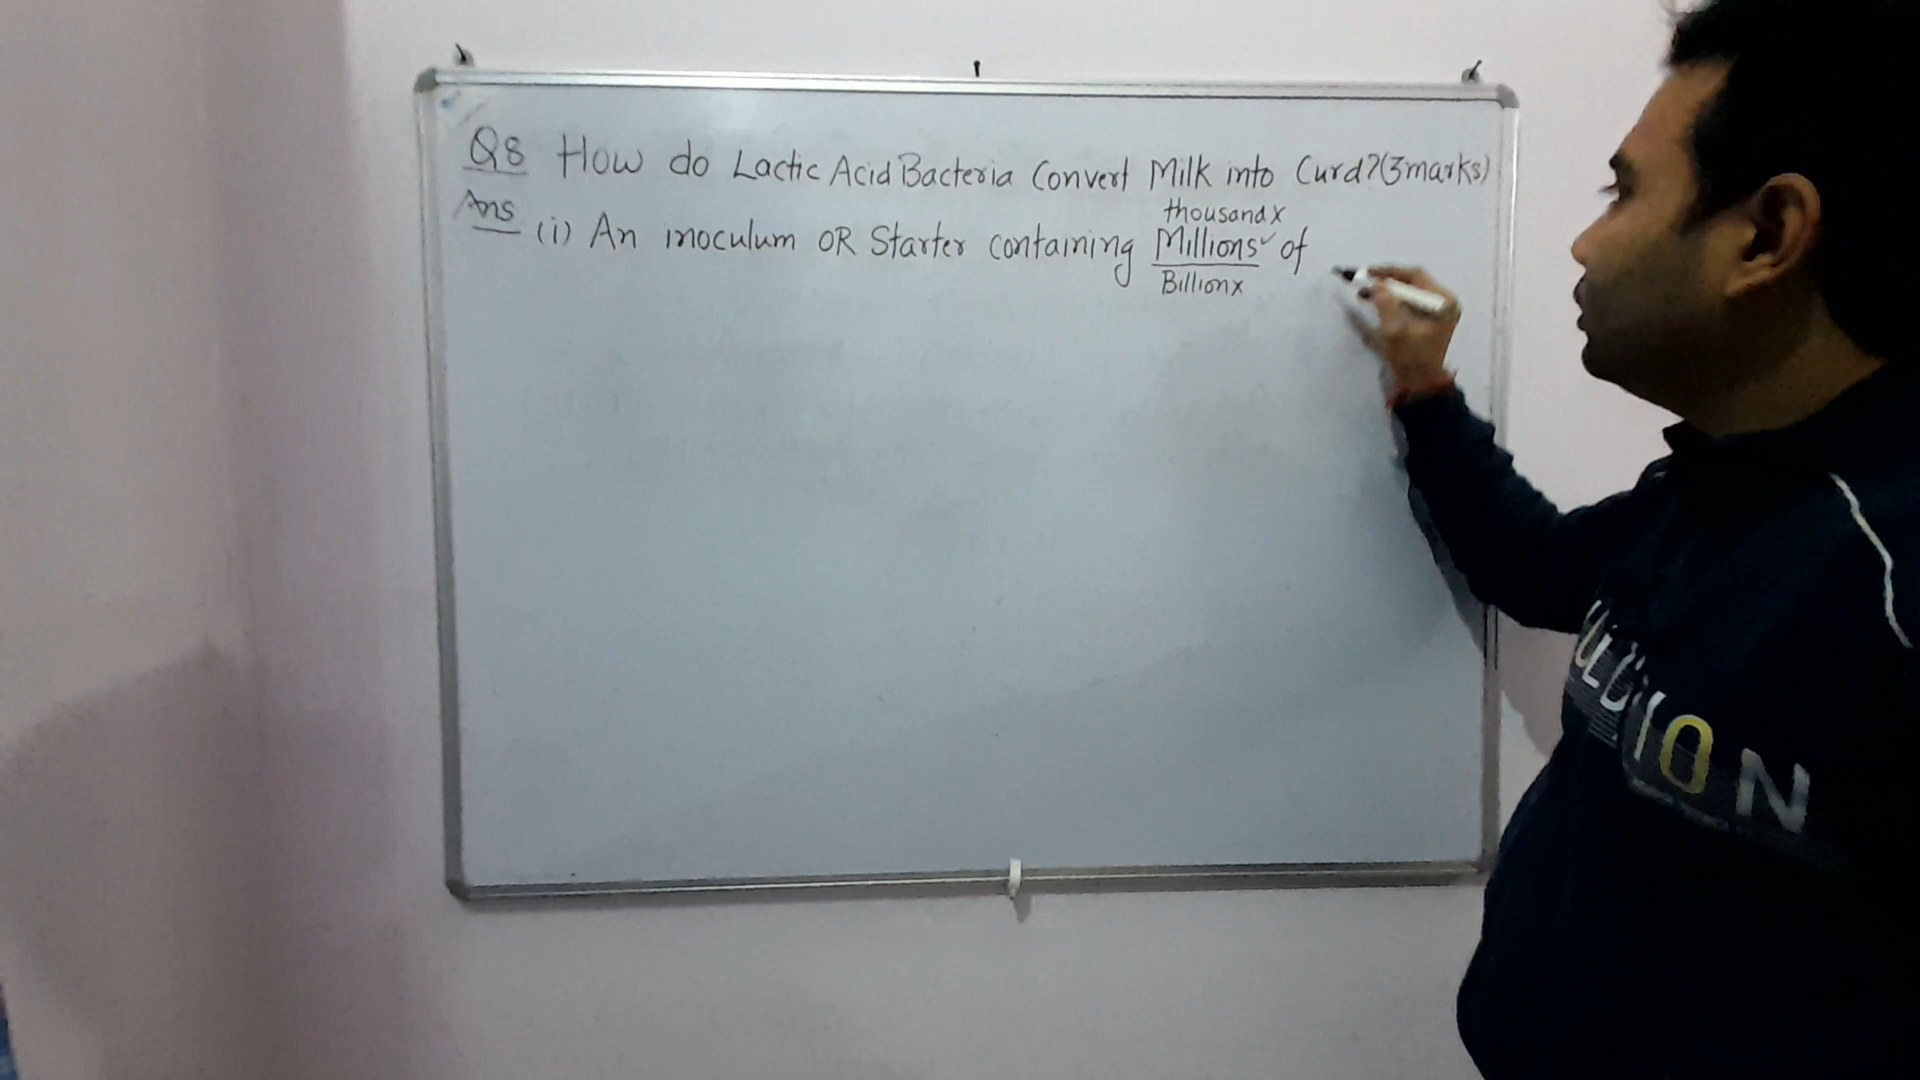 Q8 How do Lactic Acid Bacteria Convert Milk into Curd? (3marks)
Ans
thousand x
(i) An inoculum OR Starter containing Millions ✓ of
Billion x